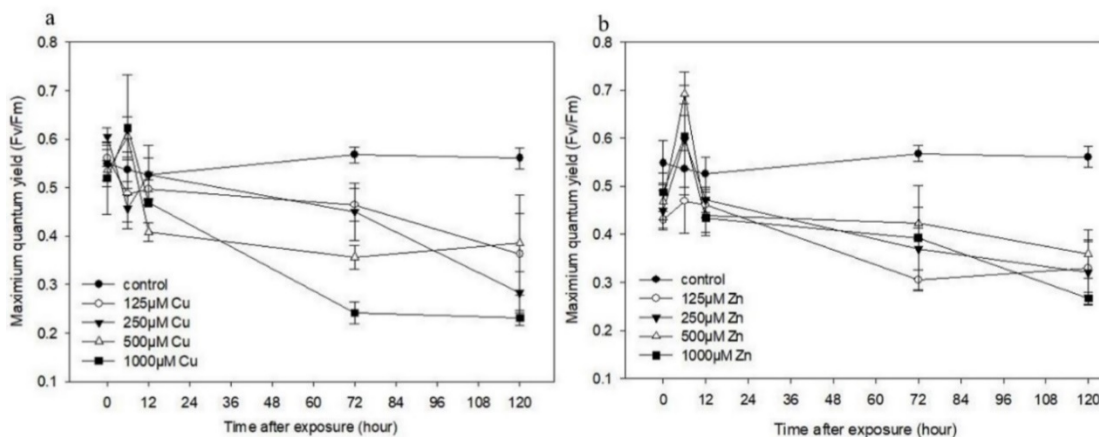 a
Maximum quantum yield (Fv/Fm)
0.8
0.7
0.6
0.5
0.4
0.3
0.2
0.1
control
125µM Cu
250µM Cu
500µM Cu
1000µM Cu
0 12 24 36 48 60 72 84 96 108 120
Time after exposure (hour)
b
Maximum quantum yield (Fv/Fm)
0.8
0.7
0.6
0.5
0.4
0.3
0.2
0.1
control
125µM Zn
250µM Zn
500µM Zn
1000µM Zn
0 12 24 36 48 60 72 84 96 108 120
Time after exposure (hour)